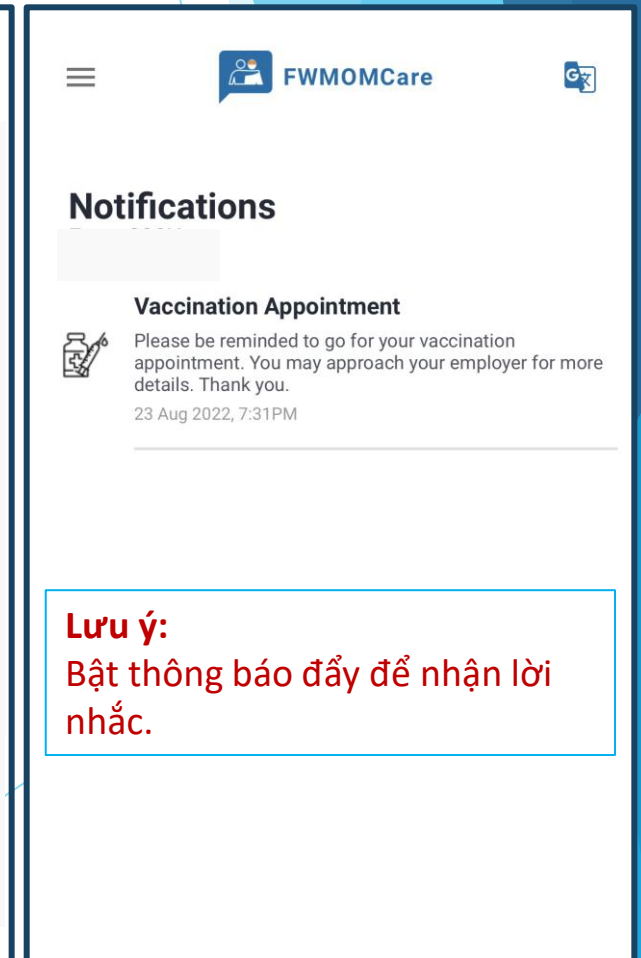 FWMOMCare
Notifications
Vaccination Appointment
Please be reminded to go for your vaccination
appointment. You may approach your employer for more
details. Thank you.
23 Aug 2022, 7:31PM
Lưu ý:
Bật thông báo đẩy để nhận lời
nhắc.